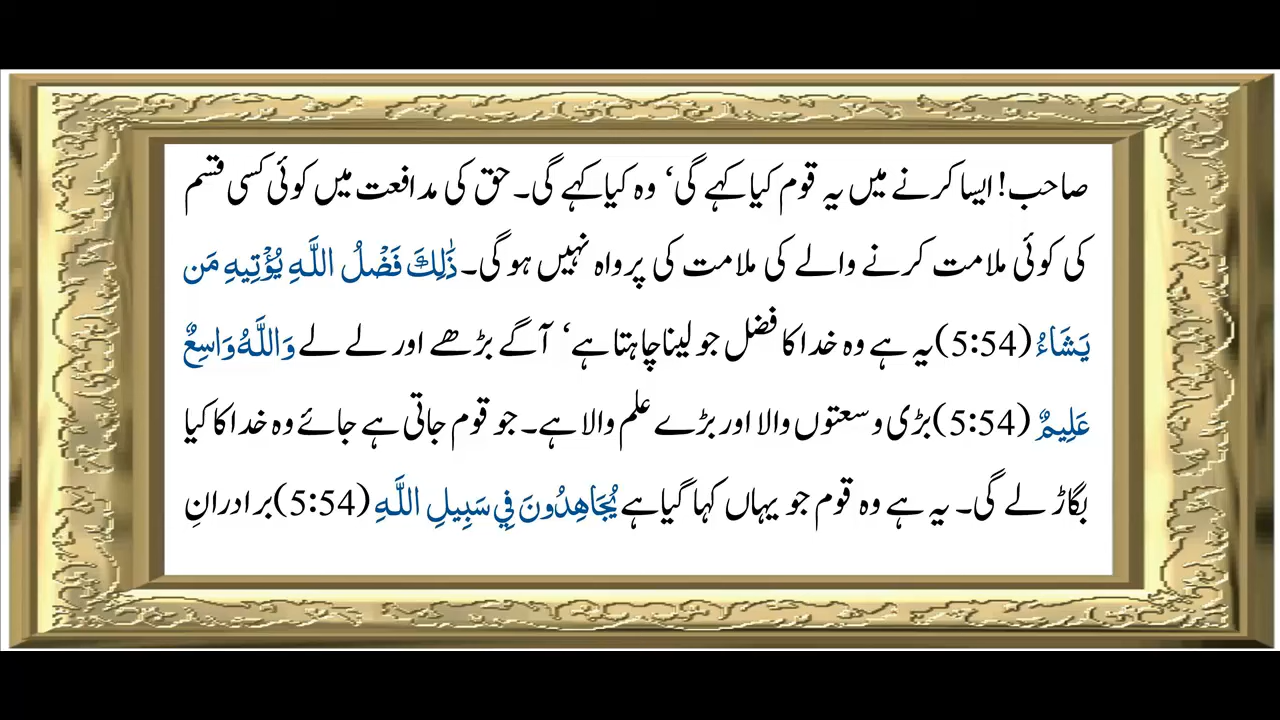 صاحب! ایسا کرنے میں یہ قوم کیا کہے گی، وہ کیا کہے گی۔ حق کی مدافعت میں کوئی کسی قسم
کی کوئی ملامت کرنے والے کی ملامت کی پرواہ نہیں ہوگی۔ ذَٰلِكَ فَضْلُ اللَّهِ يُؤْتِيهِ مَن
يَشَاءُ (5:54) یہ ہے وہ خدا کا فضل جو لینا چاہتا ہے، آگے بڑھے اور لے لے وَاللَّهُ وَاسِعٌ
عَلِيمٌ (5:54) بڑی وسعتوں والا اور بڑے علم والا ہے۔ جو قوم جاتی ہے جائے وہ خدا کا کیا
بگاڑ لے گی۔ یہ ہے وہ قوم جو یہاں کہا گیا ہے يُجَاهِدُونَ فِي سَبِيلِ اللَّهِ (5:54) برادرانِ